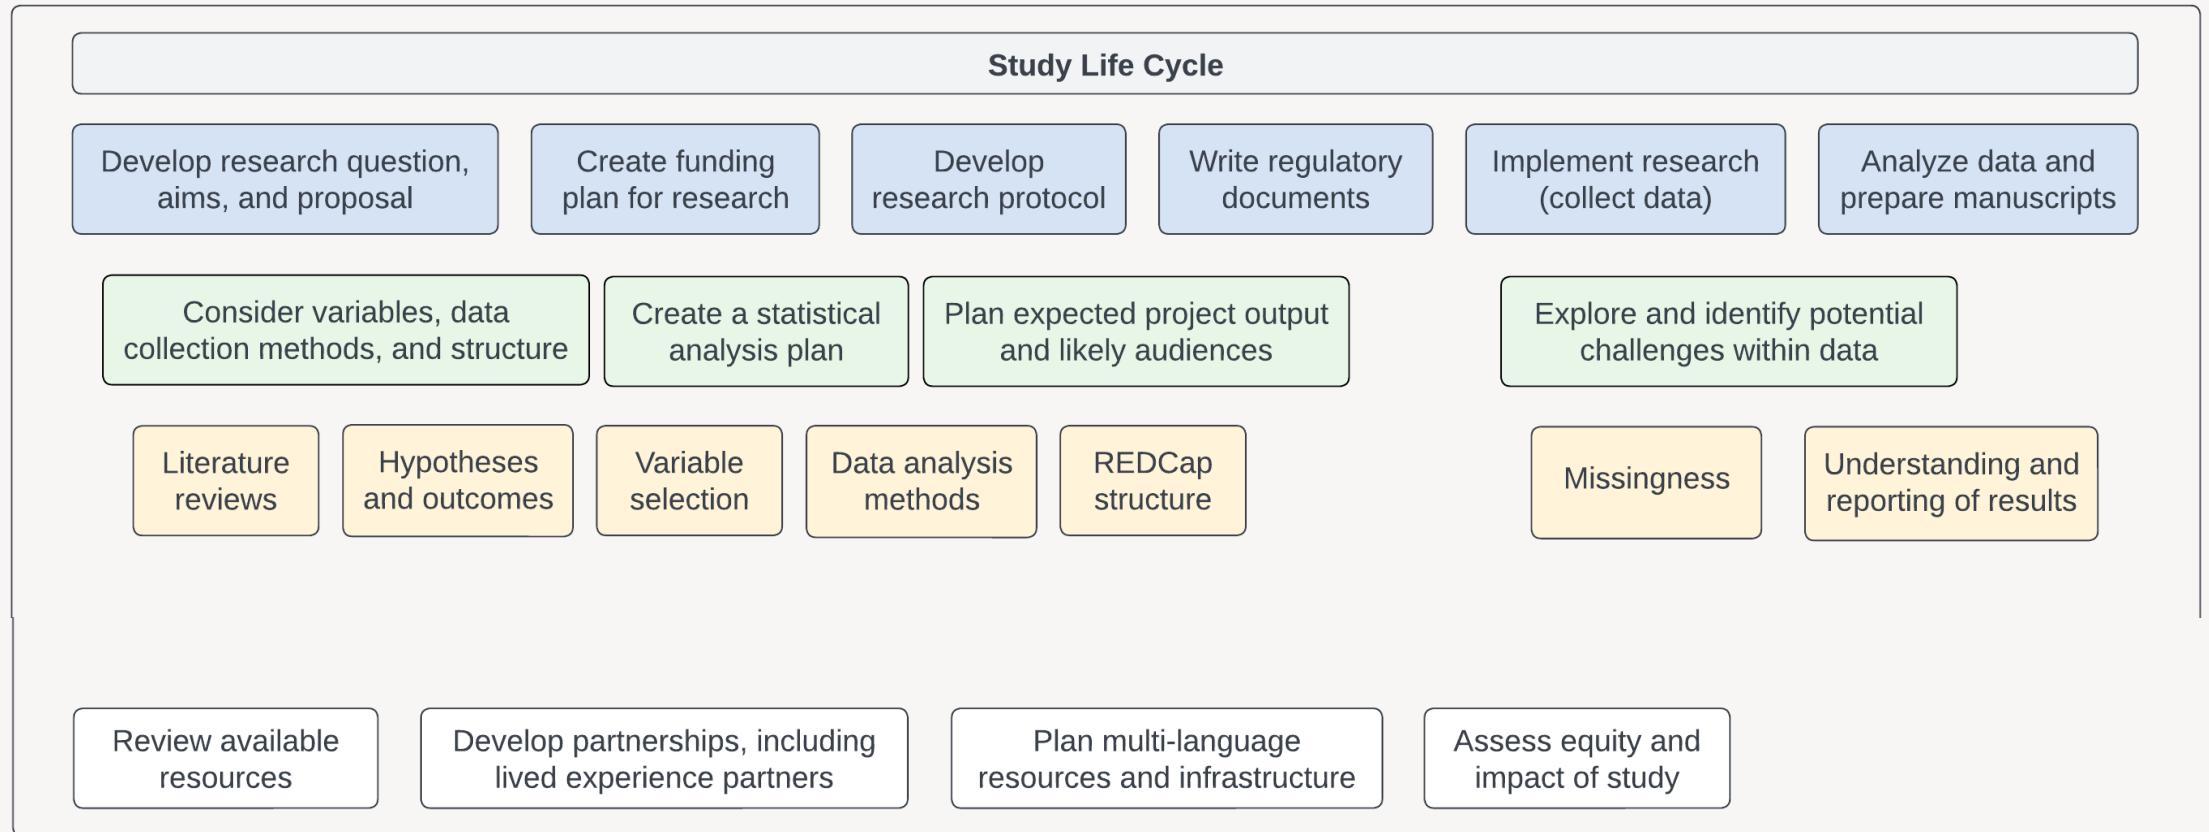 Study Life Cycle
Develop research question,
aims, and proposal
Create funding
plan for research
Develop
research protocol
Write regulatory
documents
Implement research
(collect data)
Analyze data and
prepare manuscripts
Consider variables, data
collection methods, and structure
Create a statistical
analysis plan
Plan expected project output
and likely audiences
Explore and identify potential
challenges within data
Literature
reviews
Hypotheses
and outcomes
Variable
selection
Data analysis
methods
REDCap
structure
Missingness
Understanding and
reporting of results
Review available
resources
Develop partnerships, including
lived experience partners
Plan multi-language
resources and infrastructure
Assess equity and
impact of study